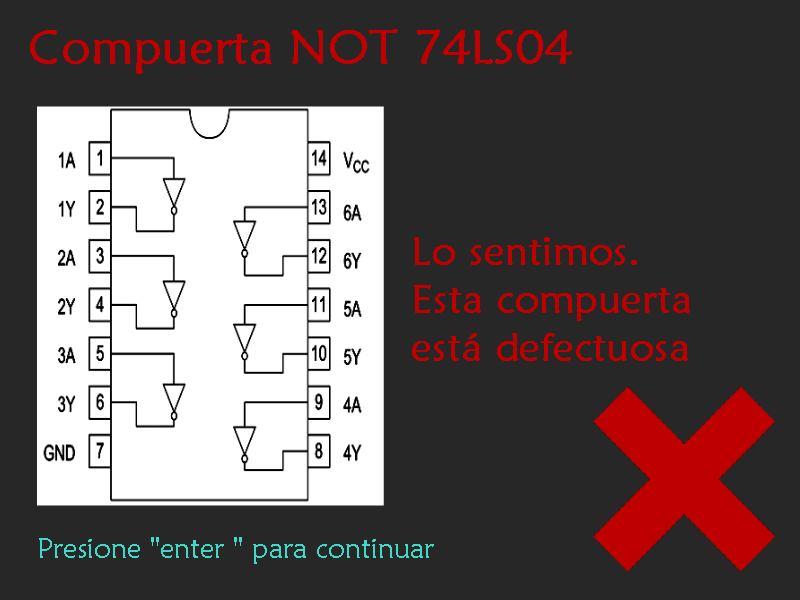 Compuerta NOT 74LS04
1A 1
1Y 2
2A 3
2Y 4
3A 5
3Y 6
GND 7
14 VCC
13 6A
12 6Y
11 5A
10 5Y
9 4A
8 4Y
Lo sentimos.
Esta compuerta
está defectuosa
Presione "enter " para continuar